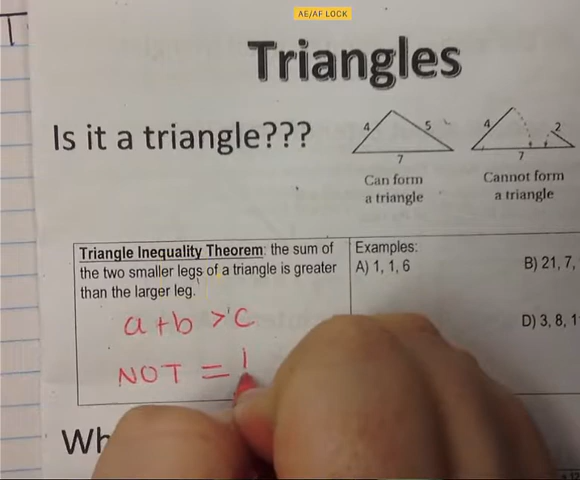 AE/AF LOCK
T
Triangles
Is it a triangle???
4 5 7
4 2 7
Can form
a triangle
Cannot form
a triangle
Triangle Inequality Theorem: the sum of
the two smaller legs of a triangle is greater
than the larger leg.
a+b >c
NOT =
Examples:
A) 1, 1, 6
B) 21, 7,
D) 3, 8, 1
Wh